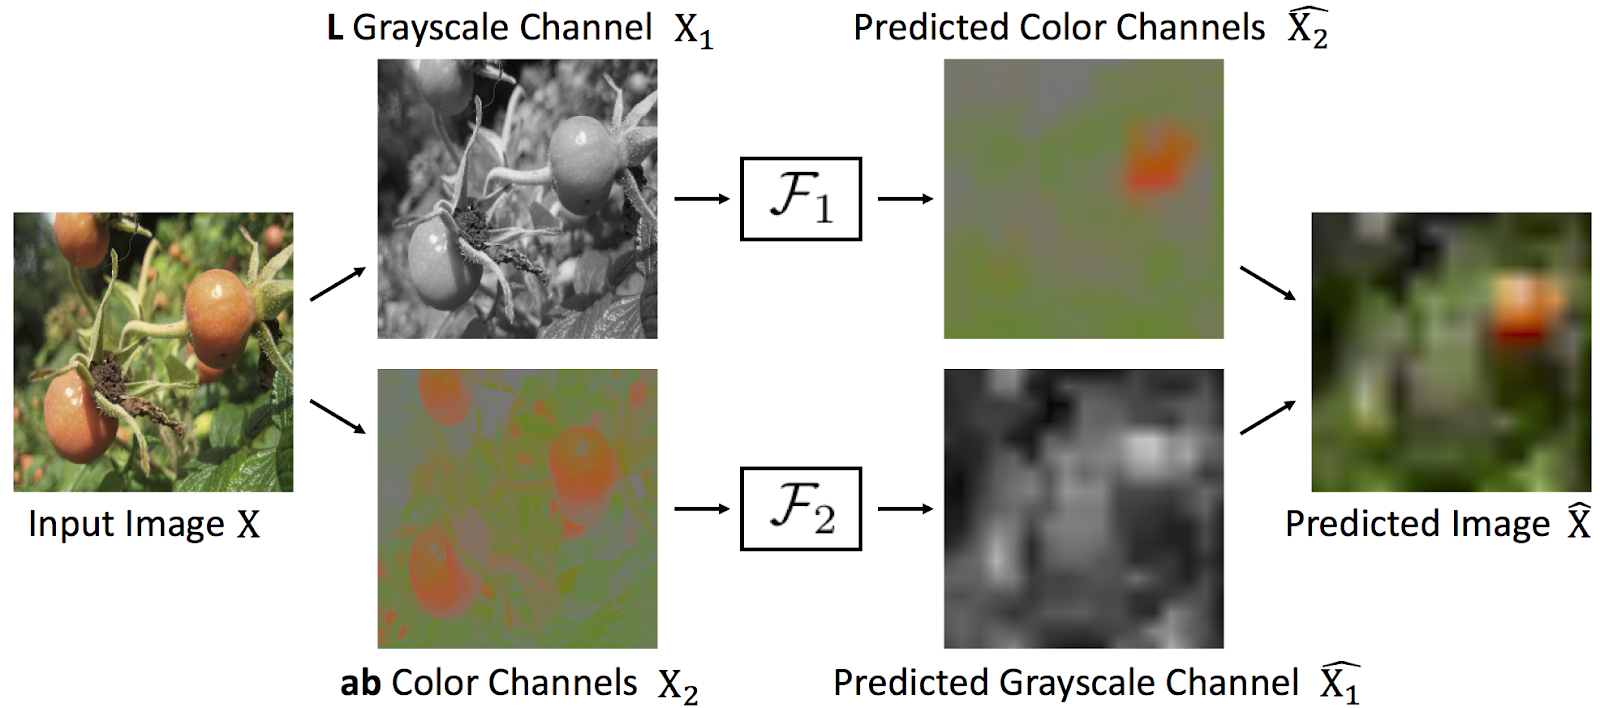 L Grayscale Channel X₁
Predicted Color Channels X̂₂
ℱ₁
Input Image X
ℱ₂
Predicted Image X̂
ab Color Channels X₂
Predicted Grayscale Channel X̂₁